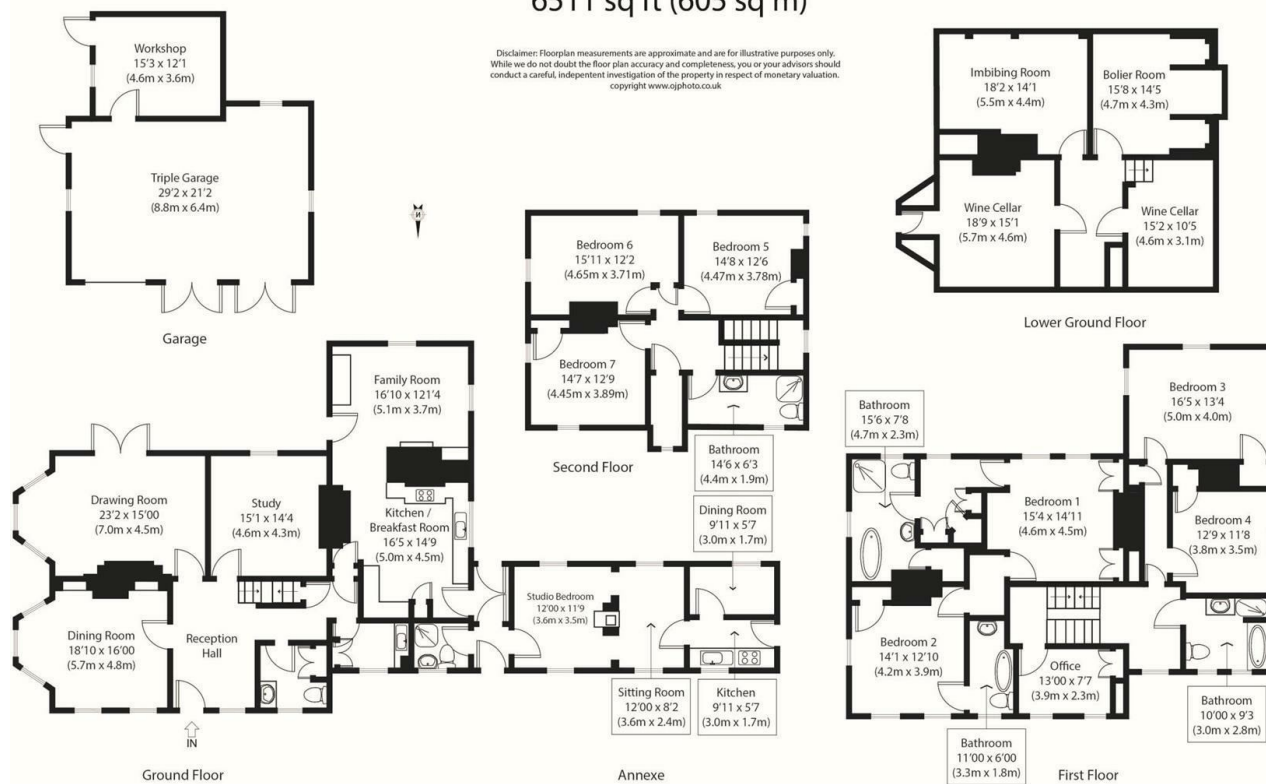 6511 sq ft (605 sq m)
Disclaimer: Floorplan measurements are approximate and are for illustrative purposes only.
While we do not doubt the floor plan accuracy and completeness, you or your advisors should
conduct a careful, indepentent investigation of the property in respect of monetary valuation.
copyright www.ojphoto.co.uk
Workshop
15'3 x 12'1
(4.6m x 3.6m)
Triple Garage
29'2 x 21'2
(8.8m x 6.4m)
Garage
N
Imbibing Room
18'2 x 14'1
(5.5m x 4.4m)
Bolier Room
15'8 x 14'5
(4.7m x 4.3m)
Wine Cellar
18'9 x 15'1
(5.7m x 4.6m)
Wine Cellar
15'2 x 10'5
(4.6m x 3.1m)
Lower Ground Floor
Bedroom 6
15'11 x 12'2
(4.65m x 3.71m)
Bedroom 5
14'8 x 12'6
(4.47m x 3.78m)
Bedroom 7
14'7 x 12'9
(4.45m x 3.89m)
Bathroom
14'6 x 6'3
(4.4m x 1.9m)
Second Floor
Family Room
16'10 x 121'4
(5.1m x 3.7m)
Drawing Room
23'2 x 15'00
(7.0m x 4.5m)
Study
15'1 x 14'4
(4.6m x 4.3m)
Kitchen /
Breakfast Room
16'5 x 14'9
(5.0m x 4.5m)
Dining Room
18'10 x 16'00
(5.7m x 4.8m)
Reception
Hall
IN
Ground Floor
Dining Room
9'11 x 5'7
(3.0m x 1.7m)
Studio Bedroom
12'00 x 11'9
(3.6m x 3.5m)
Sitting Room
12'00 x 8'2
(3.6m x 2.4m)
Kitchen
9'11 x 5'7
(3.0m x 1.7m)
Annexe
Bathroom
15'6 x 7'8
(4.7m x 2.3m)
Bedroom 3
16'5 x 13'4
(5.0m x 4.0m)
Bedroom 1
15'4 x 14'11
(4.6m x 4.5m)
Bedroom 4
12'9 x 11'8
(3.8m x 3.5m)
Bedroom 2
14'1 x 12'10
(4.2m x 3.9m)
Office
13'00 x 7'7
(3.9m x 2.3m)
Bathroom
10'00 x 9'3
(3.0m x 2.8m)
Bathroom
11'00 x 6'00
(3.3m x 1.8m)
First Floor